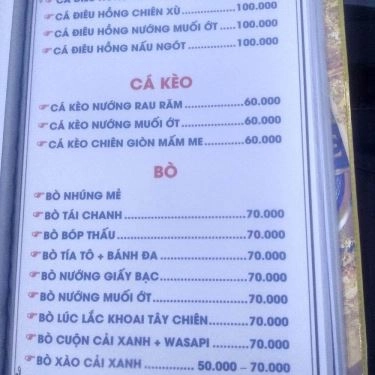 CÁ ĐIÊU HỒNG CHIÊN XÙ..............100.000
CÁ ĐIÊU HỒNG NƯỚNG MUỐI ỚT..100.000
CÁ ĐIÊU HỒNG NẤU NGÓT...........100.000
CÁ KÈO
CÁ KÈO NƯỚNG RAU RĂM............60.000
CÁ KÈO NƯỚNG MUỐI ỚT.............60.000
CÁ KÈO CHIÊN GIÒN MẮM ME.......60.000
BÒ
BÒ NHÚNG MẺ
BÒ TÁI CHANH..............................70.000
BÒ BÓP THẤU................................70.000
BÒ TÍA TÔ + BÁNH ĐA.....................70.000
BÒ NƯỚNG GIẤY BẠC......................70.000
BÒ NƯỚNG MUỐI ỚT.......................70.000
BÒ LÚC LẮC KHOAI TÂY CHIÊN.........70.000
BÒ CUỘN CẢI XANH + WASAPI.........70.000
BÒ XÀO CẢI XANH............... 50.000 – 70.000